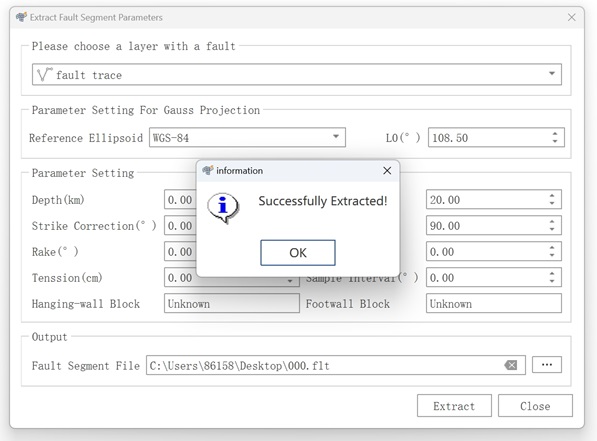 Extract Fault Segment Parameters
Please choose a layer with a fault
fault trace
Parameter Setting For Gauss Projection
Reference Ellipsoid WGS-84 L0(°) 108.50
Parameter Setting
information
Successfully Extracted!
OK
Depth(km) 0.00 20.00
Strike Correction(°) 0.00 90.00
Rake(°) 0.00 0.00
Tenssion(cm) 0.00 Sample Interval(°) 0.00
Hanging-wall Block Unknown Footwall Block Unknown
Output
Fault Segment File C:\Users\86158\Desktop\000.flt ...
Extract Close